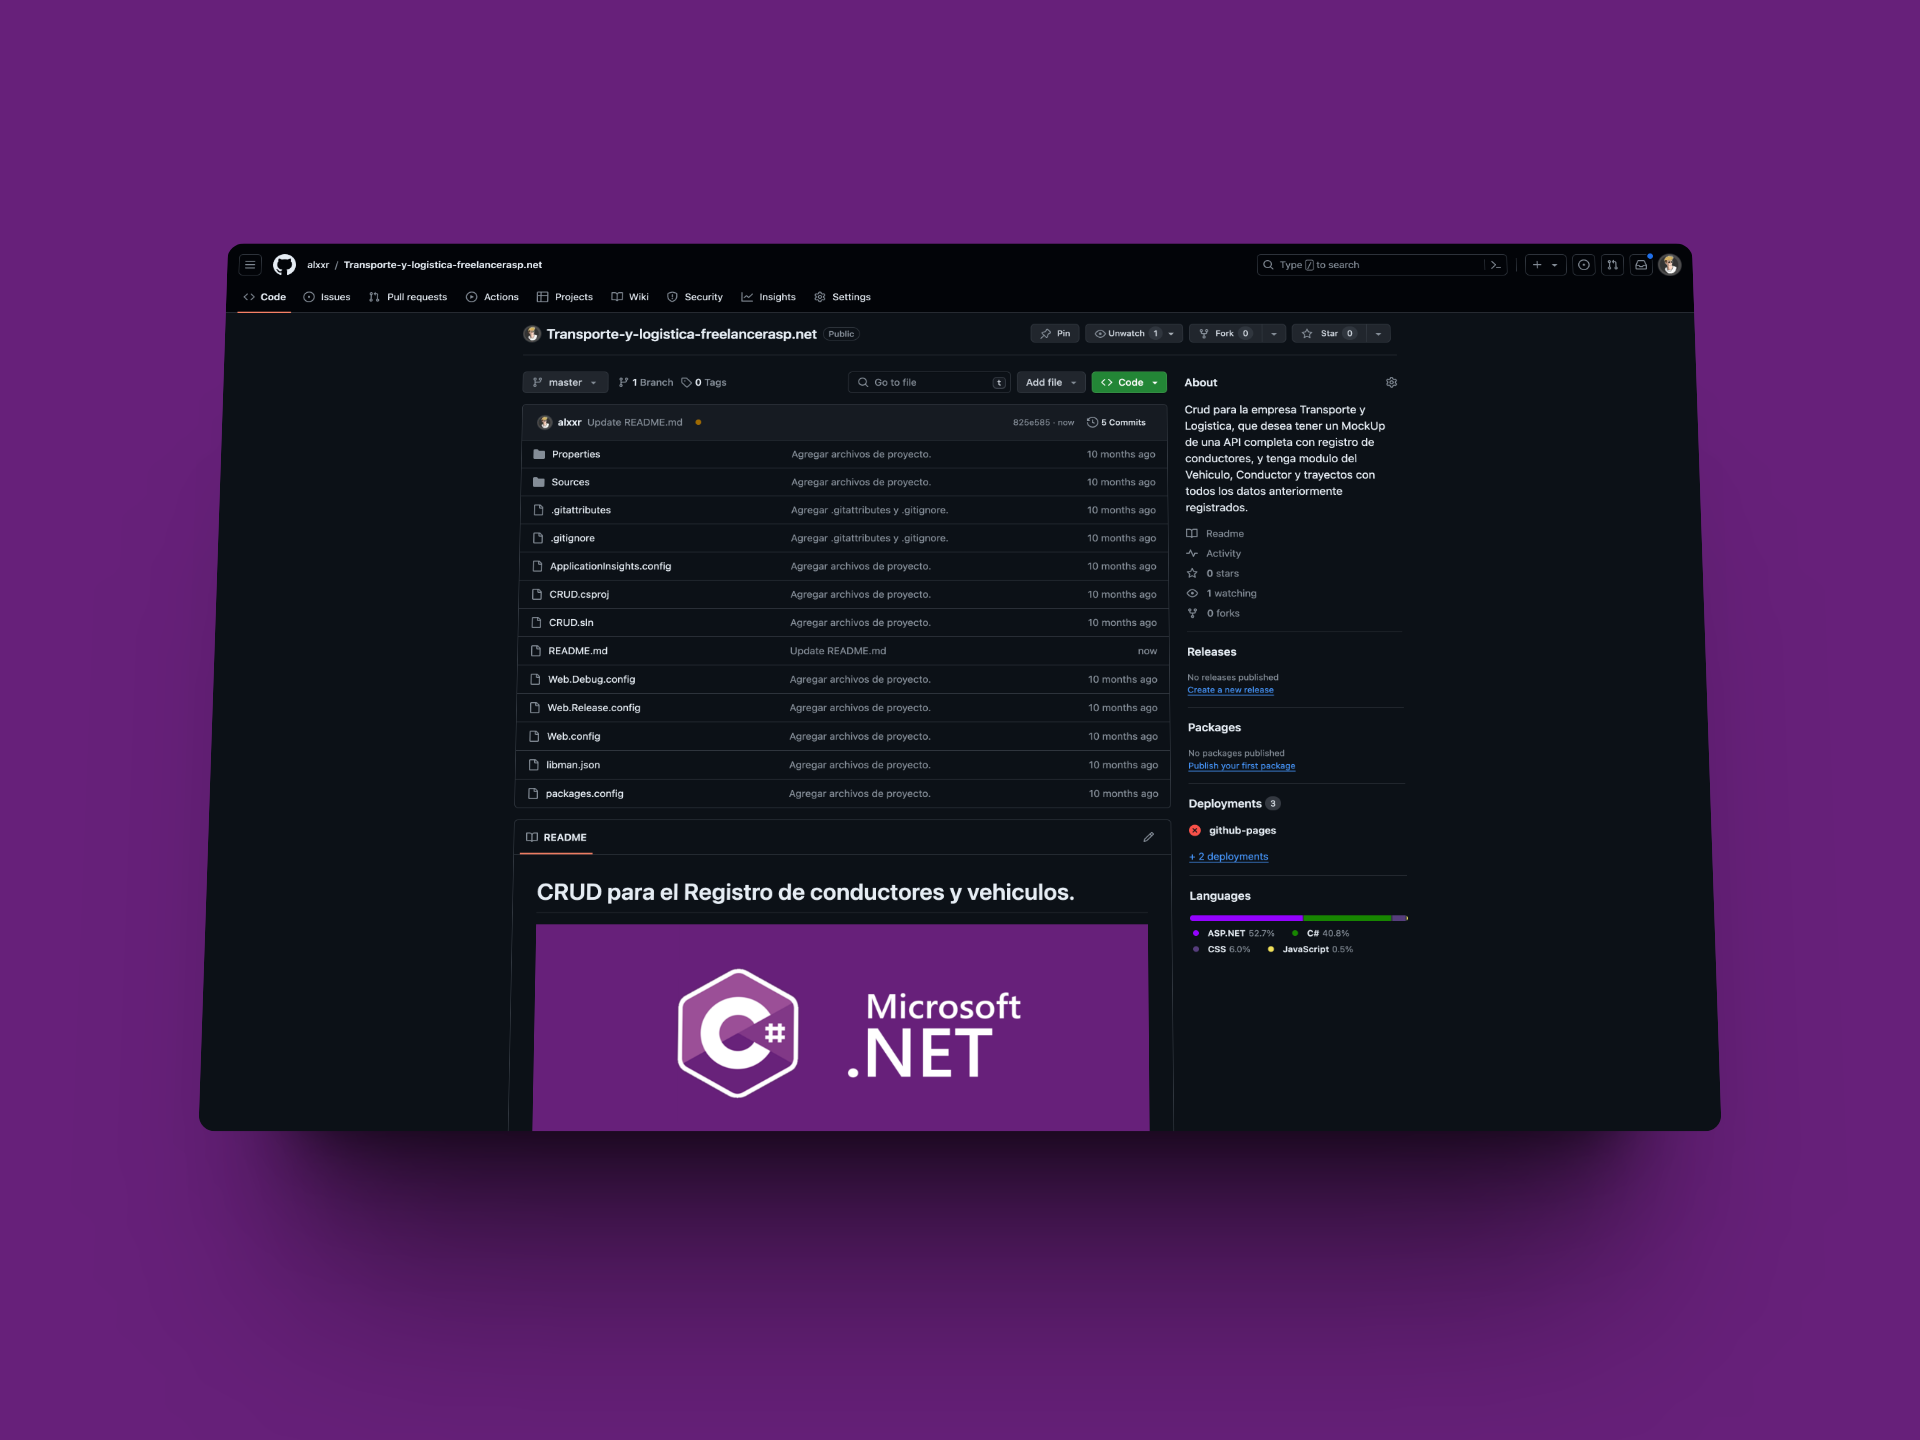 alxxr / Transporte-y-logistica-freelancerasp.net
Type / to search
Code Issues Pull requests Actions Projects Wiki Security Insights Settings
Transporte-y-logistica-freelancerasp.net Public
Pin Unwatch 1 Fork 0 Star 0
master 1 Branch 0 Tags Go to file t Add file Code
alxxr Update README.md 825e585 · now 5 Commits
Properties Agregar archivos de proyecto. 10 months ago
Sources Agregar archivos de proyecto. 10 months ago
.gitattributes Agregar .gitattributes y .gitignore. 10 months ago
.gitignore Agregar .gitattributes y .gitignore. 10 months ago
ApplicationInsights.config Agregar archivos de proyecto. 10 months ago
CRUD.csproj Agregar archivos de proyecto. 10 months ago
CRUD.sln Agregar archivos de proyecto. 10 months ago
README.md Update README.md now
Web.Debug.config Agregar archivos de proyecto. 10 months ago
Web.Release.config Agregar archivos de proyecto. 10 months ago
Web.config Agregar archivos de proyecto. 10 months ago
libman.json Agregar archivos de proyecto. 10 months ago
packages.config Agregar archivos de proyecto. 10 months ago
README
CRUD para el Registro de conductores y vehiculos.
C#
Microsoft
.NET
About
Crud para la empresa Transporte y
Logistica, que desea tener un MockUp
de una API completa con registro de
conductores, y tenga modulo del
Vehiculo, Conductor y trayectos con
todos los datos anteriormente
registrados.
Readme
Activity
0 stars
1 watching
0 forks
Releases
No releases published
Create a new release
Packages
No packages published
Publish your first package
Deployments 3
github-pages
+ 2 deployments
Languages
ASP.NET 52.7% C# 40.8%
CSS 6.0% JavaScript 0.5%